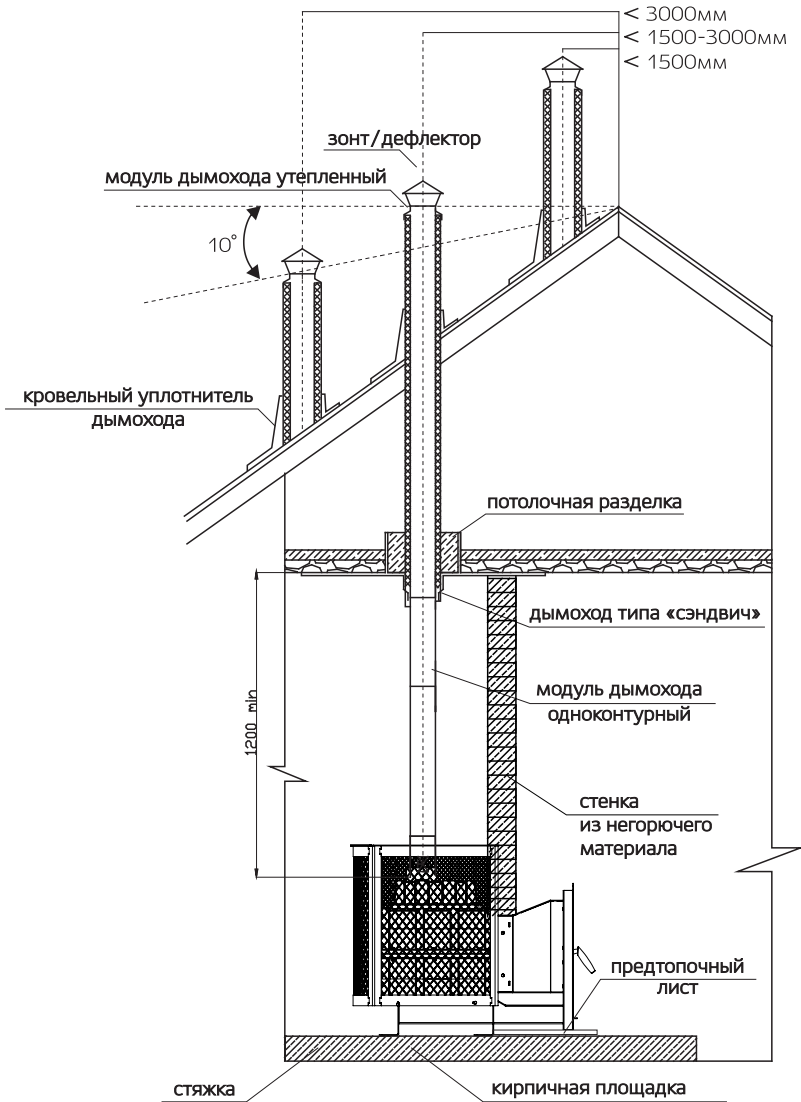 < 3000мм
< 1500-3000мм
< 1500мм
зонт/дефлектор
модуль дымохода утепленный
10°
кровельный уплотнитель
дымохода
потолочная разделка
дымоход типа «сэндвич»
модуль дымохода
одноконтурный
1200 min
стенка
из негорючего
материала
предтопочный
лист
стяжка
кирпичная площадка